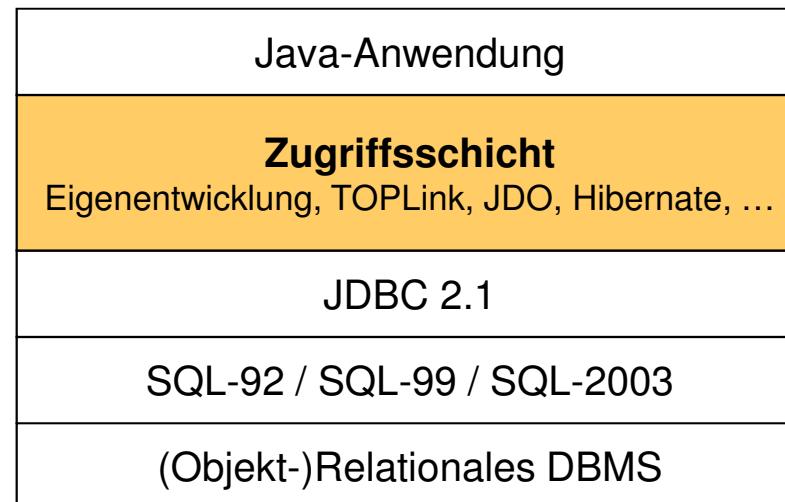 Java-Anwendung
Zugriffsschicht
Eigenentwicklung, TOPLink, JDO, Hibernate, …
JDBC 2.1
SQL-92 / SQL-99 / SQL-2003
(Objekt-)Relationales DBMS